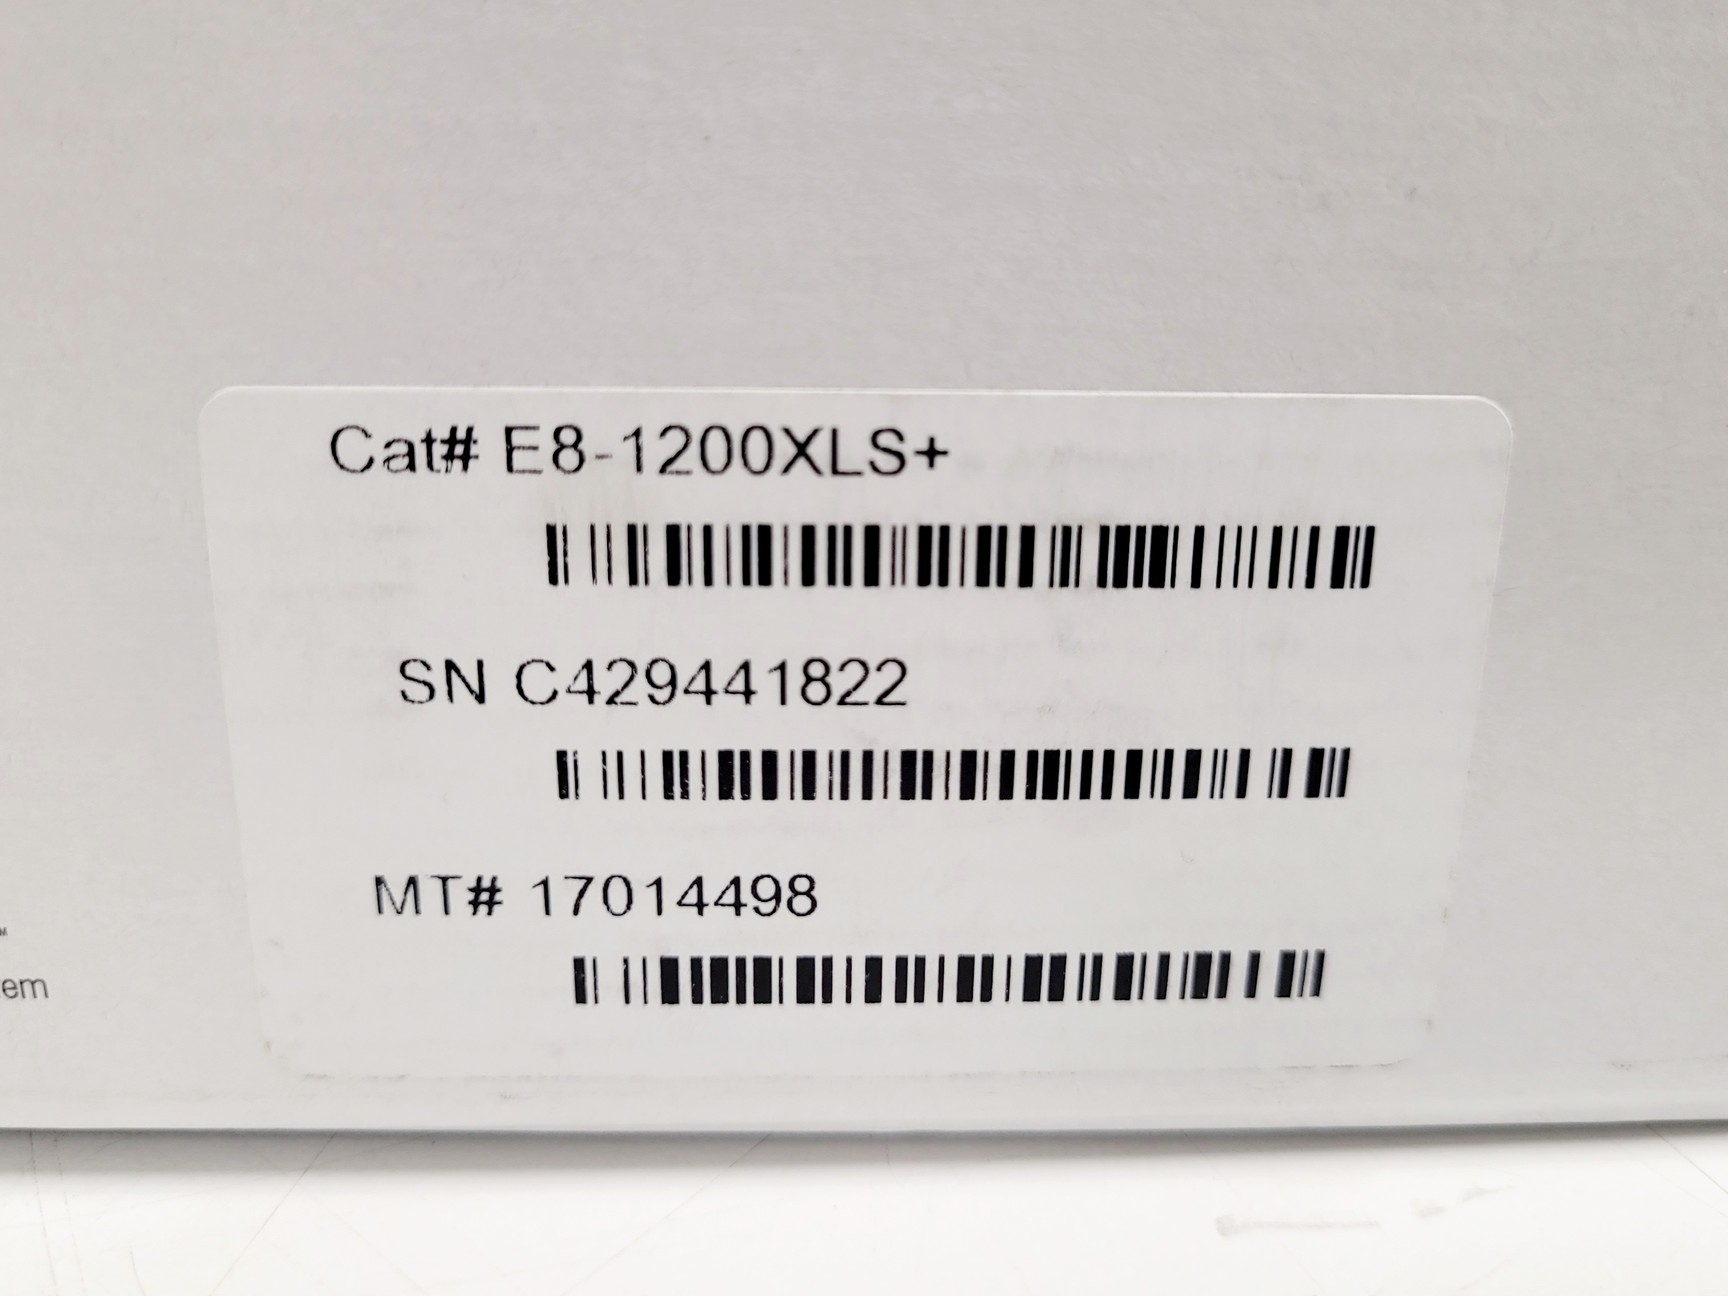 Cat# E8-1200XLS+
SN C429441822
MT# 17014498